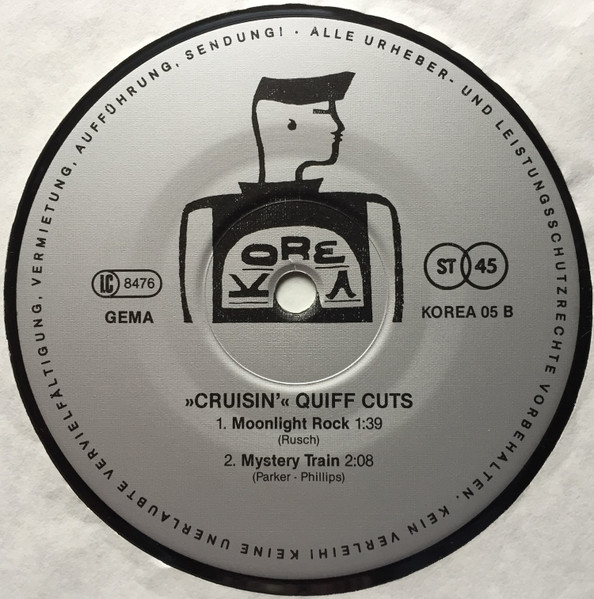 ALLE URHEBER- UND LEISTUNGSSCHUTZRECHTE VORBEHALTEN. KEIN VERLEIH! KEINE UNERLAUBTE VERVIELFÄLTIGUNG, VERMIETUNG, AUFFÜHRUNG, SENDUNG! ·
KOREA
LC 8476
GEMA
ST 45
KOREA 05 B
»CRUISIN'« QUIFF CUTS
1. Moonlight Rock 1:39
(Rusch)
2. Mystery Train 2:08
(Parker - Phillips)